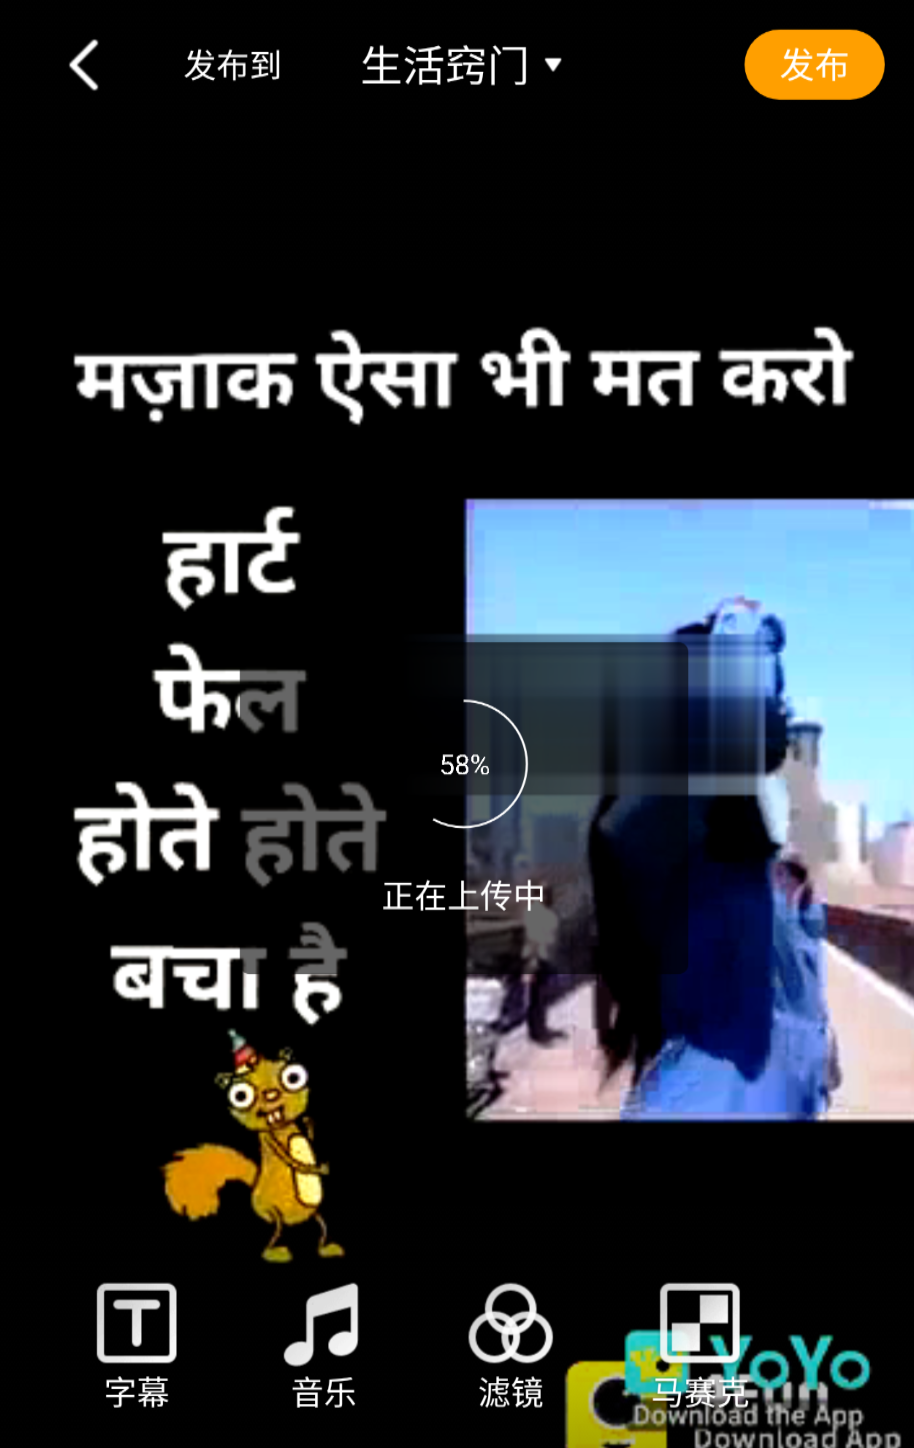 发布到 生活窍门 发布
मज़ाक ऐसा भी मत करो
हार्ट
फेल
58%
होते होते
正在上传中
बचा है
字幕 音乐 滤镜 马赛克
YoYo
Download the App
Download App